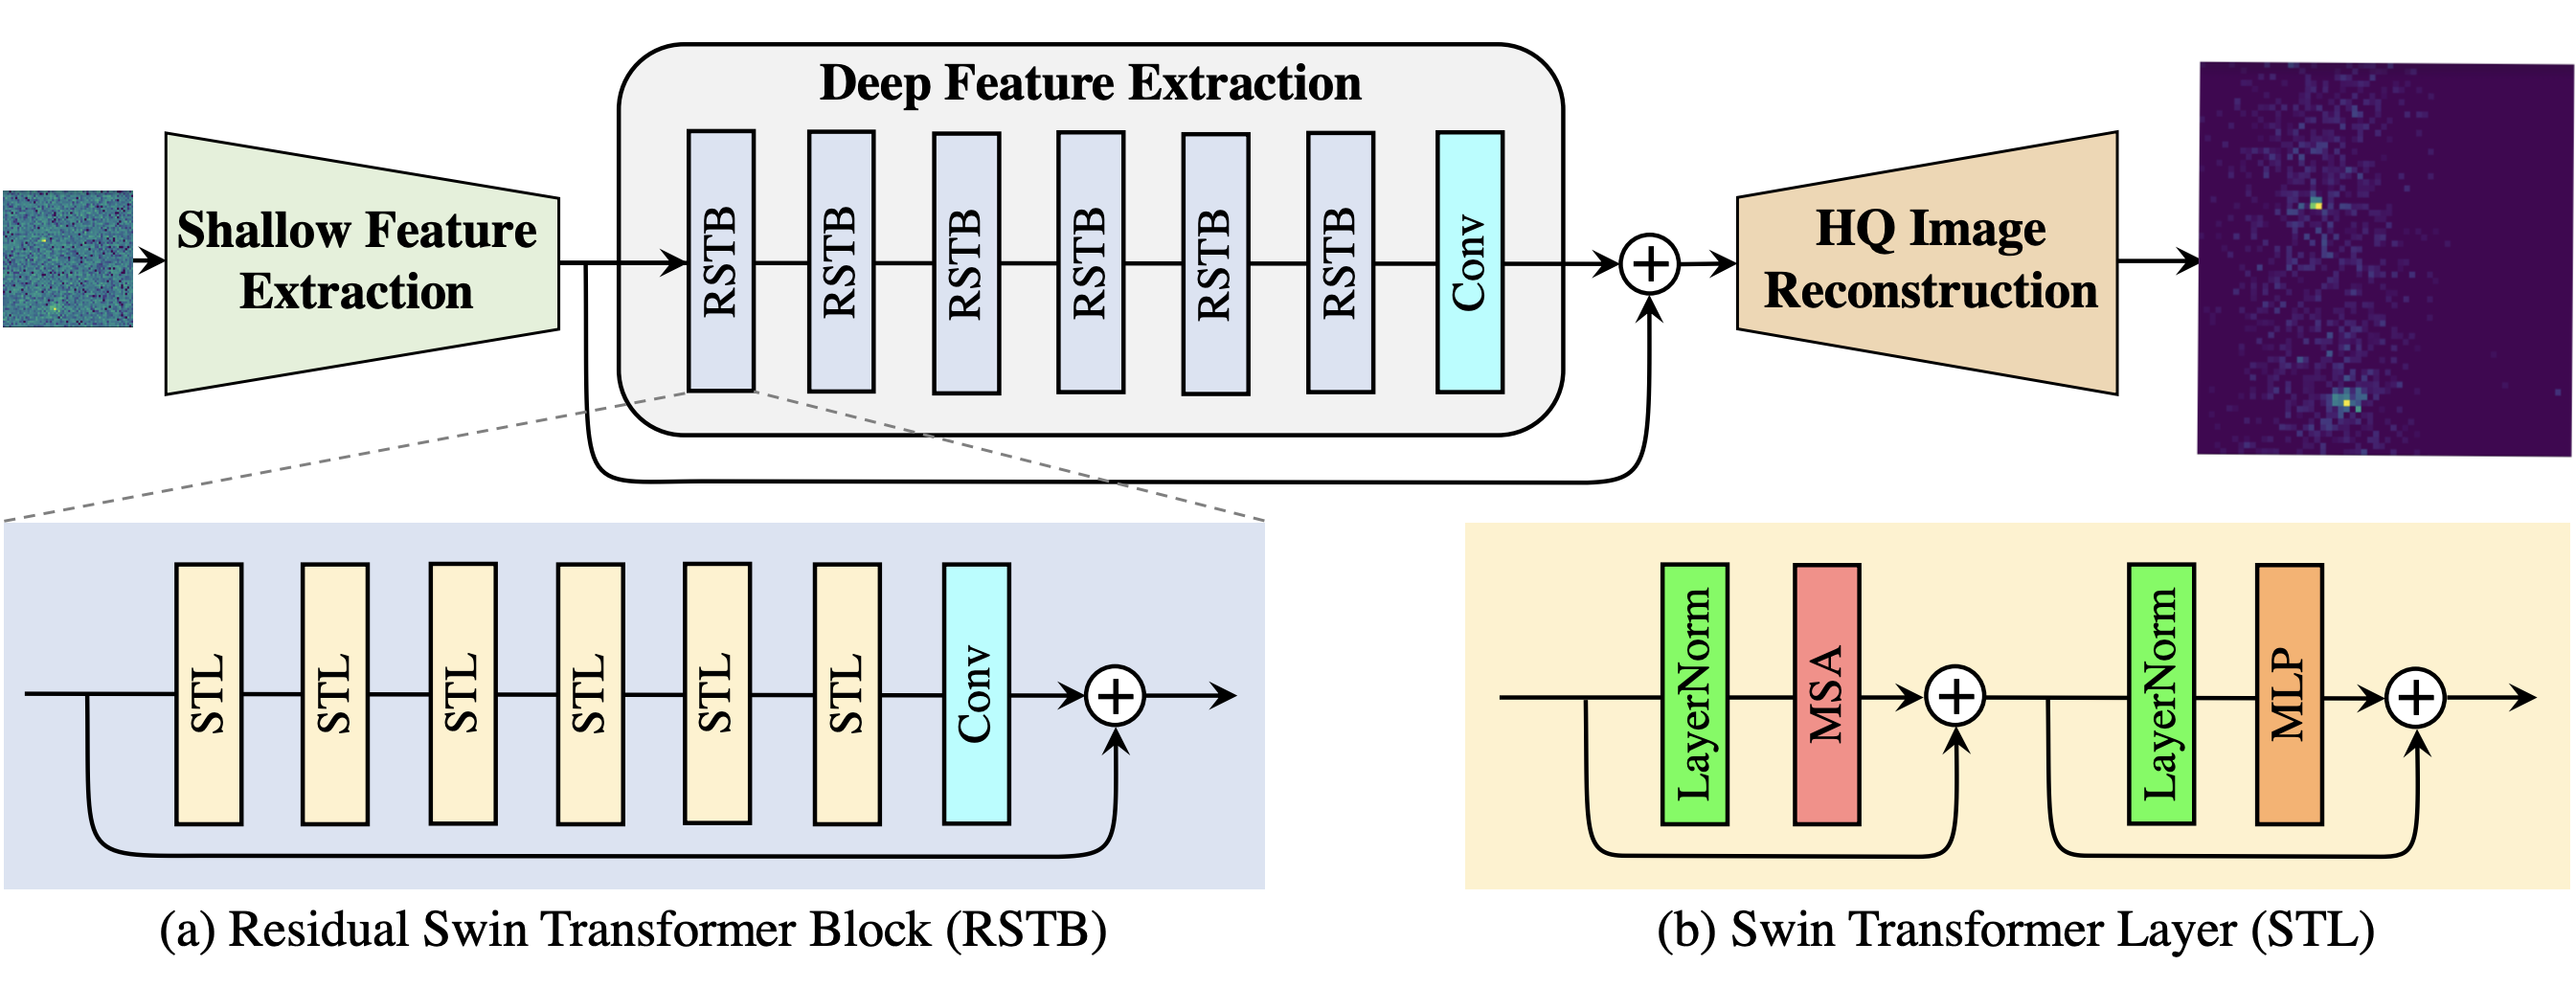 Deep Feature Extraction
Shallow Feature
Extraction
RSTB
RSTB
RSTB
RSTB
RSTB
RSTB
Conv
HQ Image
Reconstruction
STL
STL
STL
STL
STL
STL
Conv
(a) Residual Swin Transformer Block (RSTB)
LayerNorm
MSA
LayerNorm
MLP
(b) Swin Transformer Layer (STL)